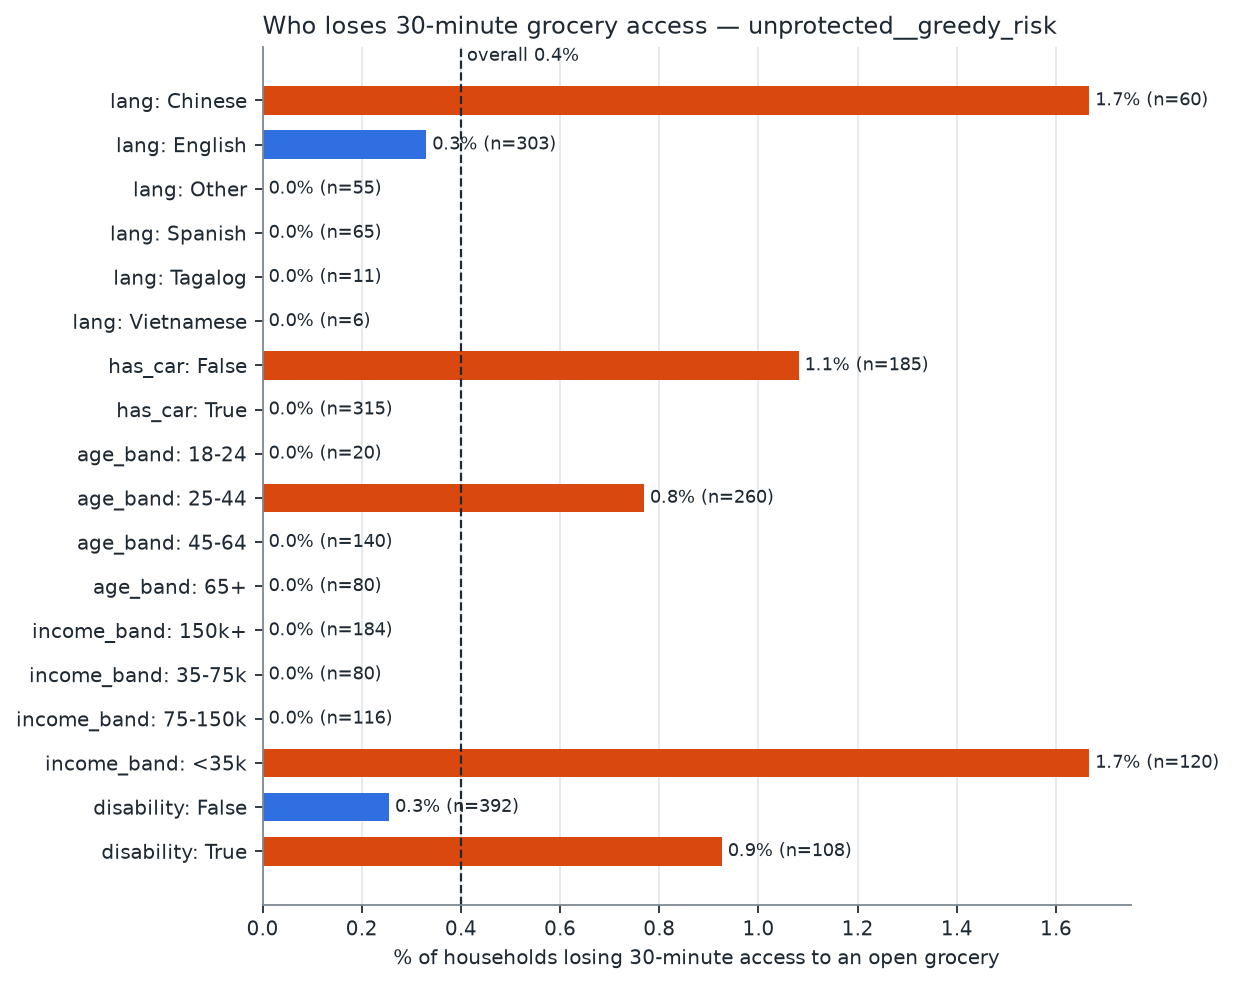 Who loses 30-minute grocery access — unprotected__greedy_risk
overall 0.4%
lang: Chinese 1.7% (n=60)
lang: English 0.3% (n=303)
lang: Other 0.0% (n=55)
lang: Spanish 0.0% (n=65)
lang: Tagalog 0.0% (n=11)
lang: Vietnamese 0.0% (n=6)
has_car: False 1.1% (n=185)
has_car: True 0.0% (n=315)
age_band: 18-24 0.0% (n=20)
age_band: 25-44 0.8% (n=260)
age_band: 45-64 0.0% (n=140)
age_band: 65+ 0.0% (n=80)
income_band: 150k+ 0.0% (n=184)
income_band: 35-75k 0.0% (n=80)
income_band: 75-150k 0.0% (n=116)
income_band: <35k 1.7% (n=120)
disability: False 0.3% (n=392)
disability: True 0.9% (n=108)
0.0 0.2 0.4 0.6 0.8 1.0 1.2 1.4 1.6
% of households losing 30-minute access to an open grocery